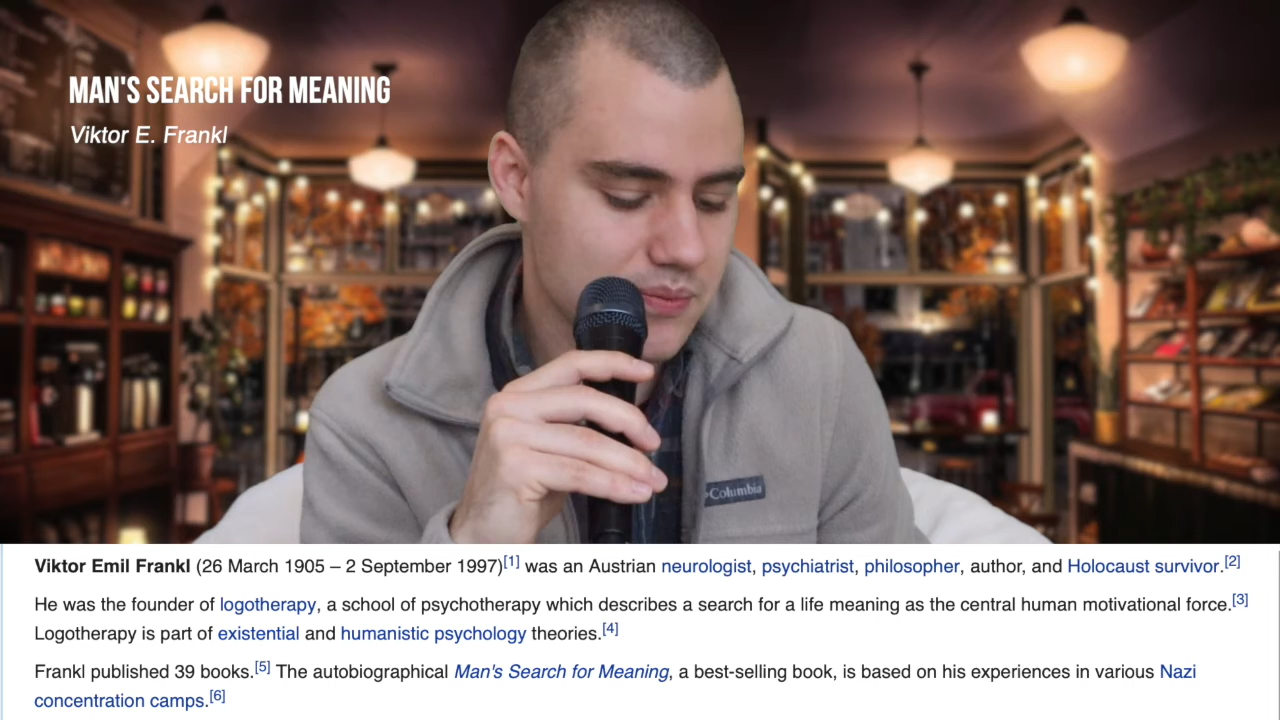 MAN'S SEARCH FOR MEANING
Viktor E. Frankl
Columbia
Viktor Emil Frankl (26 March 1905 – 2 September 1997)[1] was an Austrian neurologist, psychiatrist, philosopher, author, and Holocaust survivor.[2]
He was the founder of logotherapy, a school of psychotherapy which describes a search for a life meaning as the central human motivational force.[3]
Logotherapy is part of existential and humanistic psychology theories.[4]
Frankl published 39 books.[5] The autobiographical Man's Search for Meaning, a best-selling book, is based on his experiences in various Nazi
concentration camps.[6]